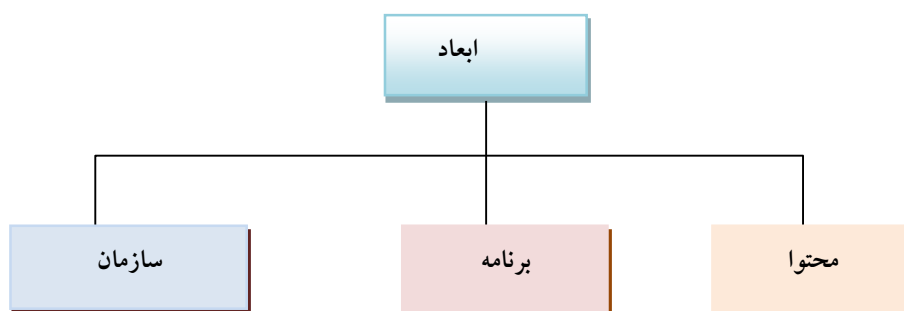 ابعاد
محتوا
برنامه
سازمان